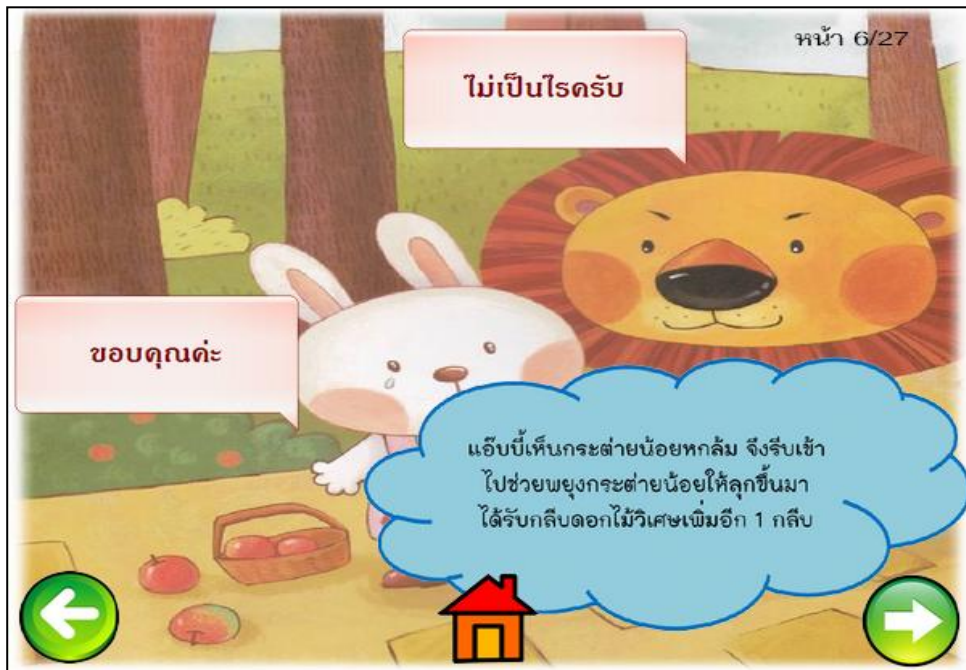 หน้า 6/27
ไม่เป็นไรครับ
ขอบคุณค่ะ
แอ๊บบี้เห็นกระต่ายน้อยหกล้ม จึงรีบเข้า
ไปช่วยพยุงกระต่ายน้อยให้ลุกขึ้นมา
ได้รับกลีบดอกไม้วิเศษเพิ่มอีก 1 กลีบ